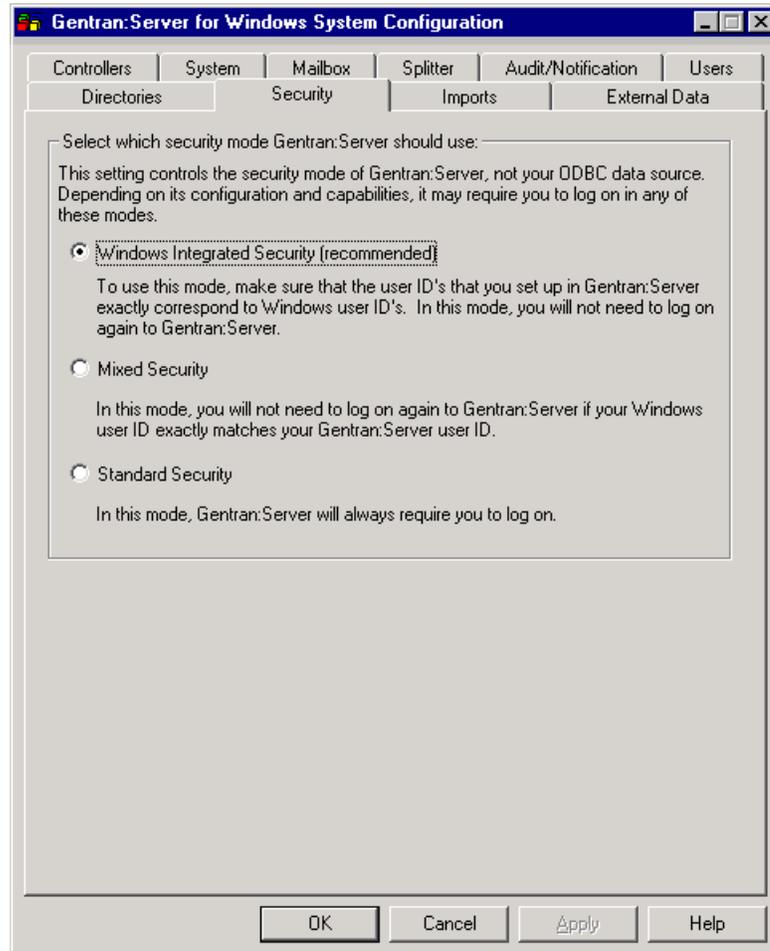 Gentran:Server for Windows System Configuration
Controllers System Mailbox Splitter Audit/Notification Users
Directories Security Imports External Data
Select which security mode Gentran:Server should use:
This setting controls the security mode of Gentran:Server, not your ODBC data source.
Depending on its configuration and capabilities, it may require you to log on in any of
these modes.
Windows Integrated Security (recommended)
To use this mode, make sure that the user ID's that you set up in Gentran:Server
exactly correspond to Windows user ID's. In this mode, you will not need to log on
again to Gentran:Server.
Mixed Security
In this mode, you will not need to log on again to Gentran:Server if your Windows
user ID exactly matches your Gentran:Server user ID.
Standard Security
In this mode, Gentran:Server will always require you to log on.
OK Cancel Apply Help